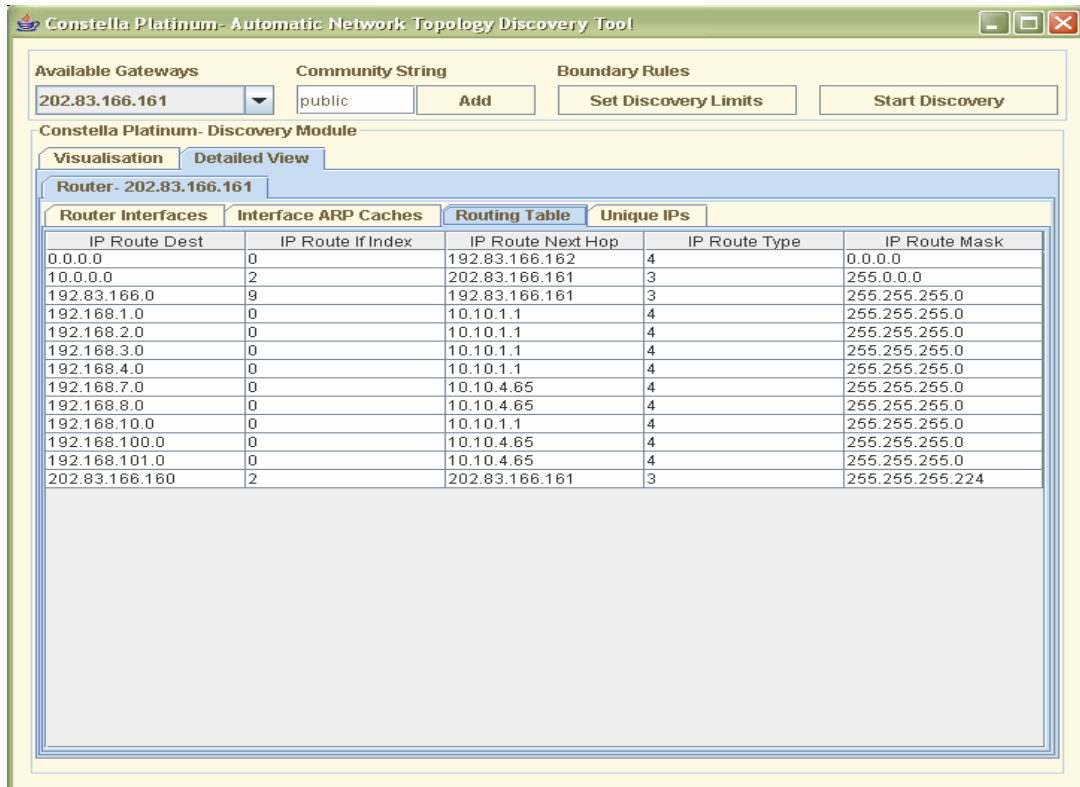 Constella Platinum- Automatic Network Topology Discovery Tool
Available Gateways Community String Boundary Rules
202.83.166.161 public Add Set Discovery Limits Start Discovery
Constella Platinum- Discovery Module
Visualisation Detailed View
Router- 202.83.166.161
Router Interfaces Interface ARP Caches Routing Table Unique IPs
IP Route Dest IP Route If Index IP Route Next Hop IP Route Type IP Route Mask
0.0.0.0 0 192.83.166.162 4 0.0.0.0
10.0.0.0 2 202.83.166.161 3 255.0.0.0
192.83.166.0 9 192.83.166.161 3 255.255.255.0
192.168.1.0 0 10.10.1.1 4 255.255.255.0
192.168.2.0 0 10.10.1.1 4 255.255.255.0
192.168.3.0 0 10.10.1.1 4 255.255.255.0
192.168.4.0 0 10.10.1.1 4 255.255.255.0
192.168.7.0 0 10.10.4.65 4 255.255.255.0
192.168.8.0 0 10.10.4.65 4 255.255.255.0
192.168.10.0 0 10.10.1.1 4 255.255.255.0
192.168.100.0 0 10.10.4.65 4 255.255.255.0
192.168.101.0 0 10.10.4.65 4 255.255.255.0
202.83.166.160 2 202.83.166.161 3 255.255.255.224